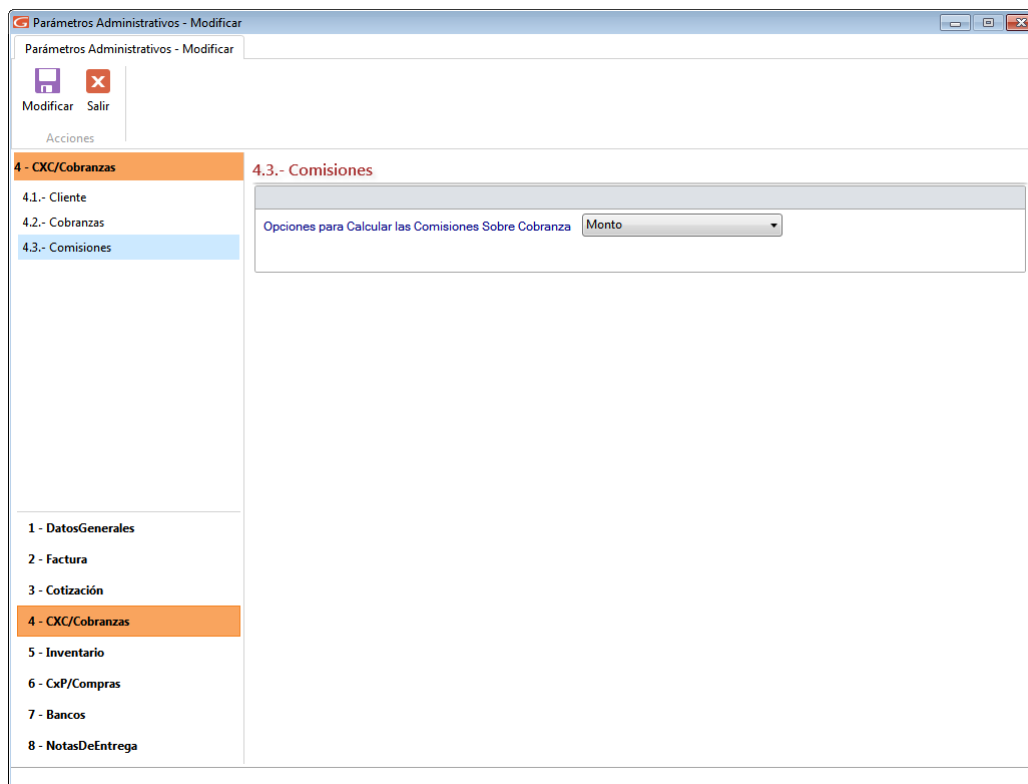 Parámetros Administrativos - Modificar
Parámetros Administrativos - Modificar
Modificar Salir
Acciones
4 - CXC/Cobranzas
4.1.- Cliente
4.2.- Cobranzas
4.3.- Comisiones
4.3.- Comisiones
Opciones para Calcular las Comisiones Sobre Cobranza Monto
1 - DatosGenerales
2 - Factura
3 - Cotización
4 - CXC/Cobranzas
5 - Inventario
6 - CxP/Compras
7 - Bancos
8 - NotasDeEntrega